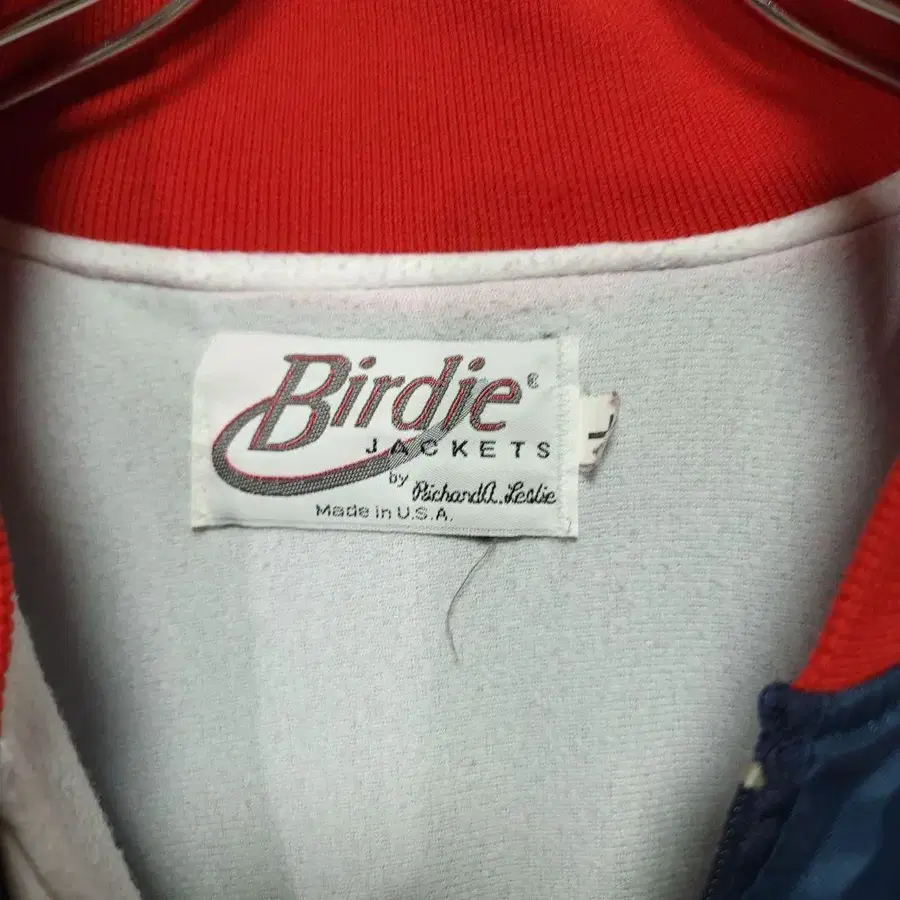 Birdie®
JACKETS
by Richard A. Leslie
Made in U.S.A.
L